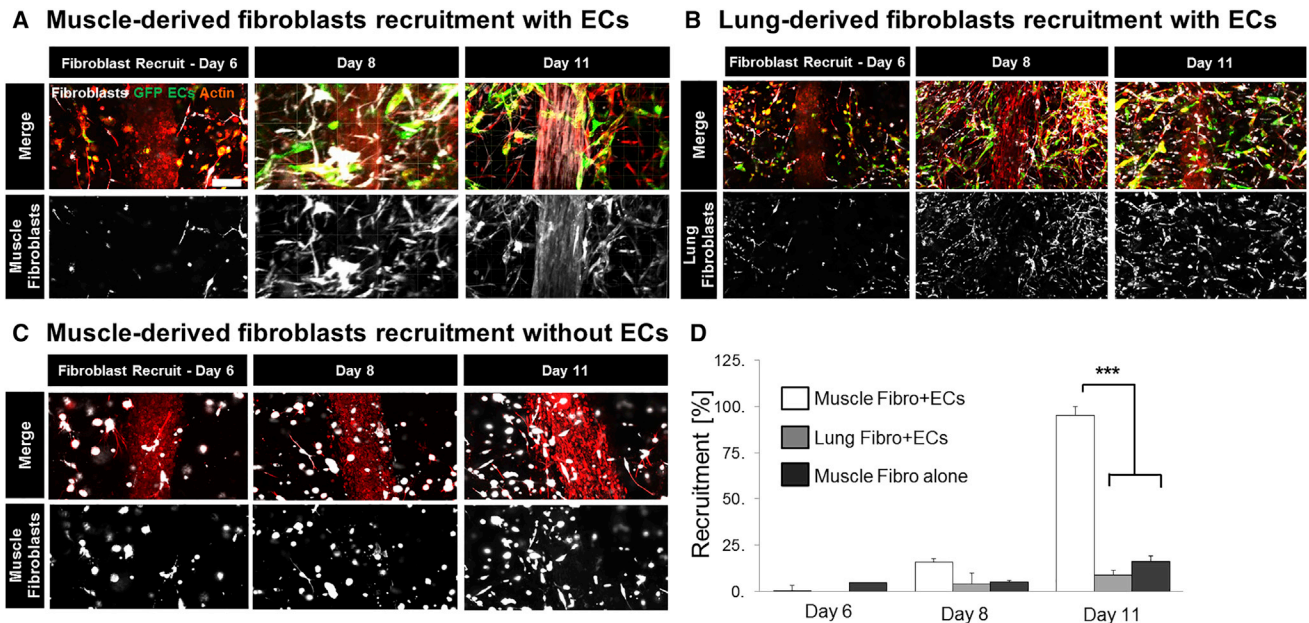 A Muscle-derived fibroblasts recruitment with ECs
Fibroblast Recruit - Day 6
Day 8
Day 11
Merge
Fibroblasts GFP ECs Actin
Muscle
Fibroblasts
B Lung-derived fibroblasts recruitment with ECs
Fibroblast Recruit - Day 6
Day 8
Day 11
Merge
Lung
Fibroblasts
C Muscle-derived fibroblasts recruitment without ECs
Fibroblast Recruit - Day 6
Day 8
Day 11
Merge
Muscle
Fibroblasts
D
Recruitment [%]
125.
100.
75.
50.
25.
0.
Muscle Fibro+ECs
Lung Fibro+ECs
Muscle Fibro alone
***
Day 6
Day 8
Day 11